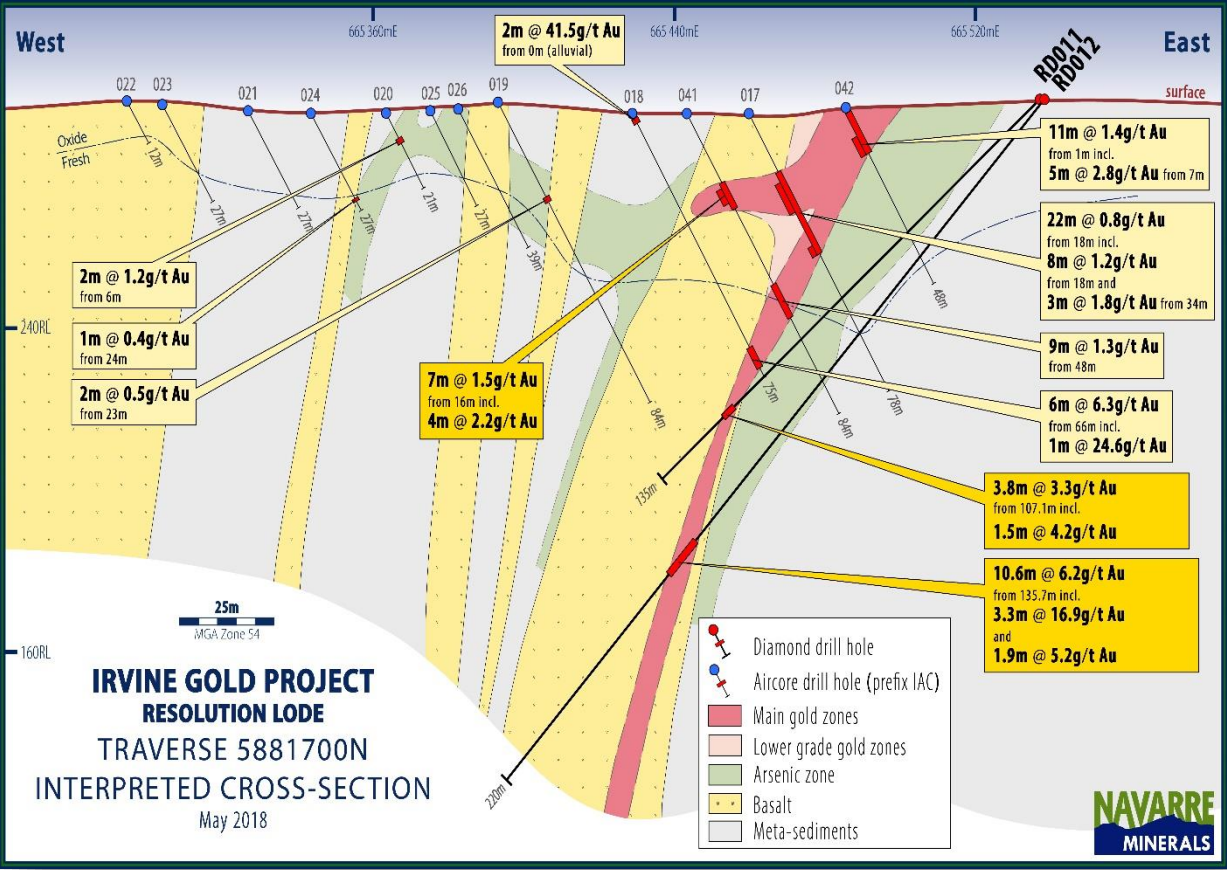 West
665 360mE
2m @ 41.5g/t Au
from 0m (alluvial)
665 440mE
665 520mE
RD011
RD012
East
surface
022
023
021
024
020
025
026
019
018
041
017
042
Oxide
Fresh
12m
27m
27m
27m
21m
27m
39m
84m
75m
84m
78m
48m
135m
220m
240RL
160RL
2m @ 1.2g/t Au
from 6m
1m @ 0.4g/t Au
from 24m
2m @ 0.5g/t Au
from 23m
7m @ 1.5g/t Au
from 16m incl.
4m @ 2.2g/t Au
11m @ 1.4g/t Au
from 1m incl.
5m @ 2.8g/t Au from 7m
22m @ 0.8g/t Au
from 18m incl.
8m @ 1.2g/t Au
from 18m and
3m @ 1.8g/t Au from 34m
9m @ 1.3g/t Au
from 48m
6m @ 6.3g/t Au
from 66m incl.
1m @ 24.6g/t Au
3.8m @ 3.3g/t Au
from 107.1m incl.
1.5m @ 4.2g/t Au
10.6m @ 6.2g/t Au
from 135.7m incl.
3.3m @ 16.9g/t Au
and
1.9m @ 5.2g/t Au
25m
MGA Zone 54
IRVINE GOLD PROJECT
RESOLUTION LODE
TRAVERSE 5881700N
INTERPRETED CROSS-SECTION
May 2018
Diamond drill hole
Aircore drill hole (prefix IAC)
Main gold zones
Lower grade gold zones
Arsenic zone
Basalt
Meta-sediments
NAVARRE
MINERALS